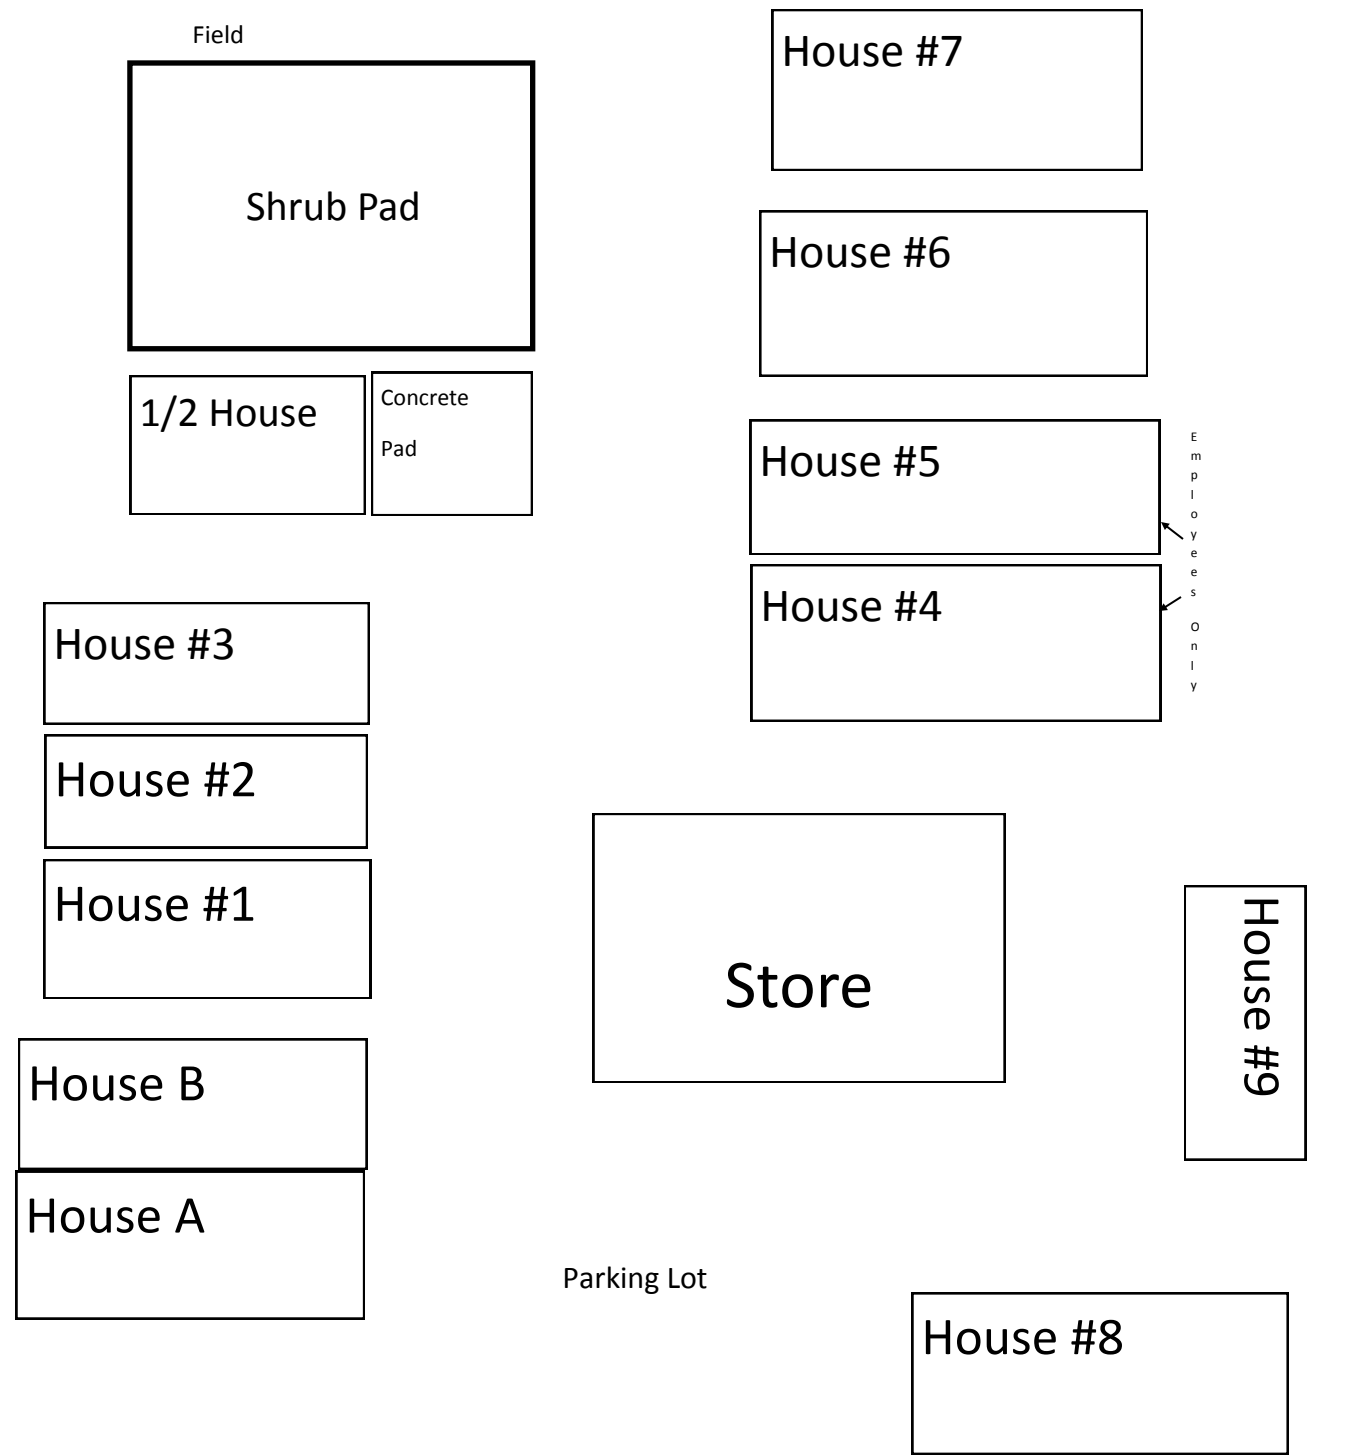 Field
Shrub Pad
1/2 House
Concrete
Pad
House #3
House #2
House #1
House B
House A
House #7
House #6
House #5
House #4
Employees Only
Store
House #9
Parking Lot
House #8